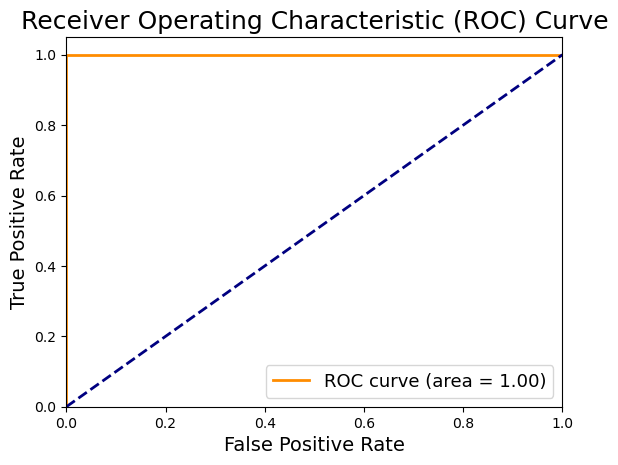 Receiver Operating Characteristic (ROC) Curve
True Positive Rate
1.0
0.8
0.6
0.4
0.2
0.0
ROC curve (area = 1.00)
0.0 0.2 0.4 0.6 0.8 1.0
False Positive Rate